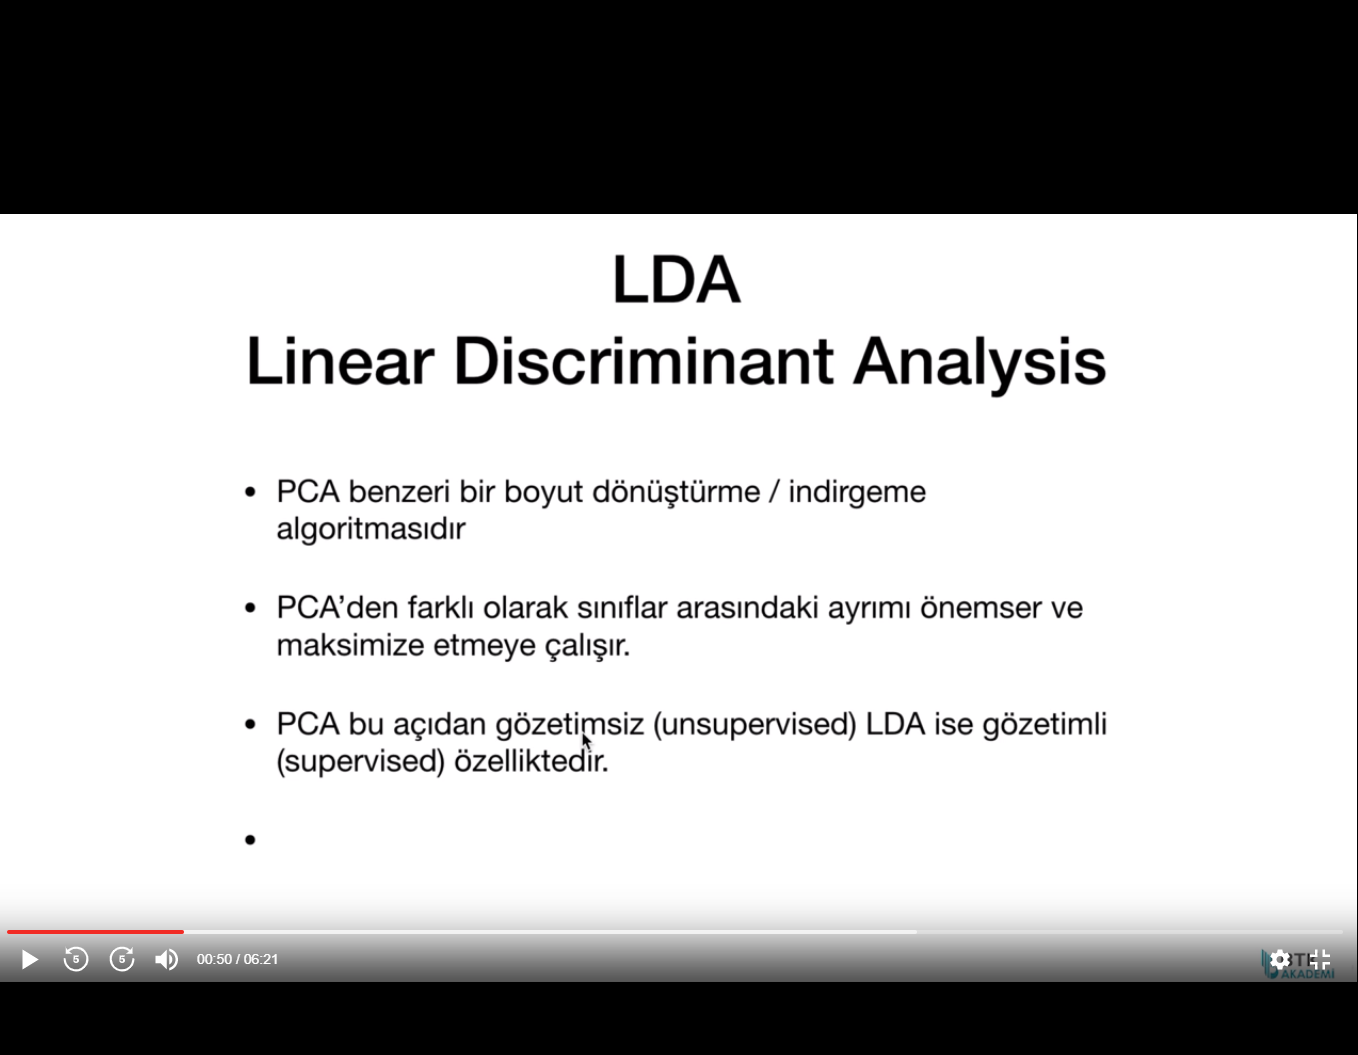 LDA
Linear Discriminant Analysis
• PCA benzeri bir boyut dönüştürme / indirgeme
algoritmasıdır
• PCA'den farklı olarak sınıflar arasındaki ayrımı önemser ve
maksimize etmeye çalışır.
• PCA bu açıdan gözetimsiz (unsupervised) LDA ise gözetimli
(supervised) özelliktedir.
•
5 5 00:50 / 06:21
AKADEMİ